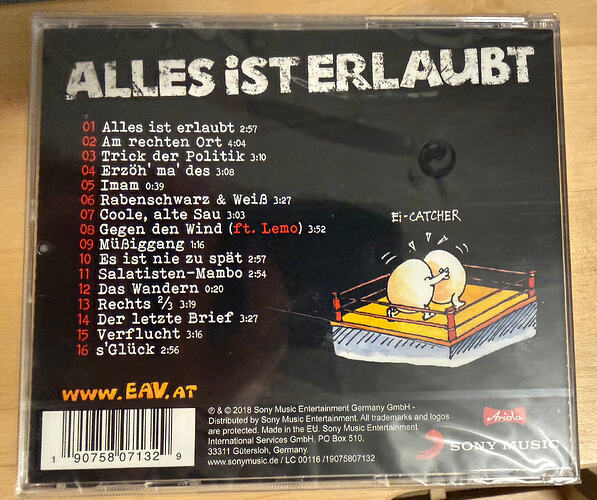 ALLES iST ERLAUBT
01 Alles ist erlaubt 2:57
02 Am rechten Ort 4:04
03 Trick der Politik 3:10
04 Erzöh' ma' des 3:08
05 Imam 0:39
06 Rabenschwarz & Weiß 3:27
07 Coole, alte Sau 3:03
08 Gegen den Wind (ft. Lemo) 3:52
09 Müßiggang 1:16
10 Es ist nie zu spät 2:57
11 Salatisten-Mambo 2:54
12 Das Wandern 0:20
13 Rechts 2/3 3:19
14 Der letzte Brief 3:27
15 Verflucht 3:16
16 s'Glück 2:56
Ei-CATCHER
WWW.EAV.AT
1 90758 07132 9
℗ & © 2018 Sony Music Entertainment Germany GmbH -
Distributed by Sony Music Entertainment. All trademarks and logos
are protected. Made in the EU. Sony Music Entertainment
International Services GmbH. PO Box 510,
33311 Gütersloh, Germany.
www.sonymusic.de / LC 00116 /19075807132
Ariola
SONY MUSIC